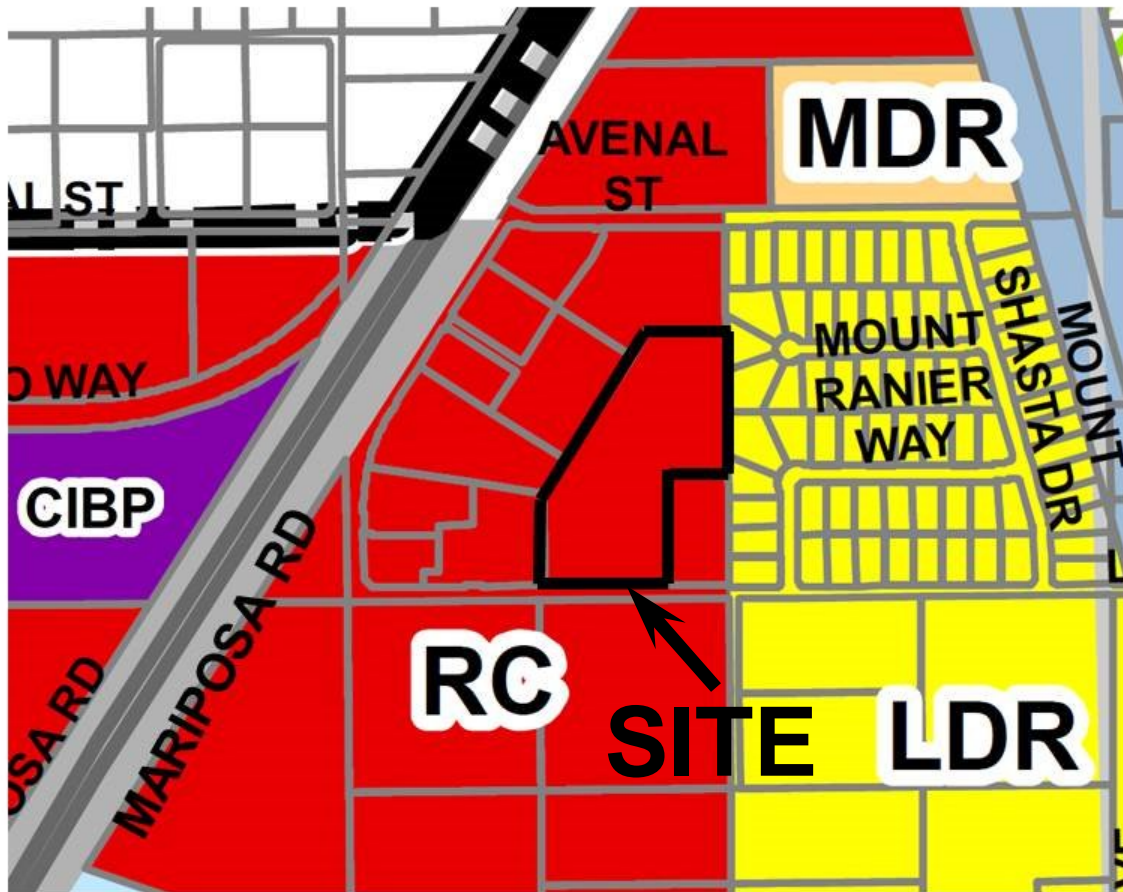 AVENAL
ST
MDR
AL ST
MOUNT
RANIER
WAY
SHASTA DR
MOUNT
O WAY
CIBP
MARIPOSA RD
OSA RD
RC
SITE
LDR